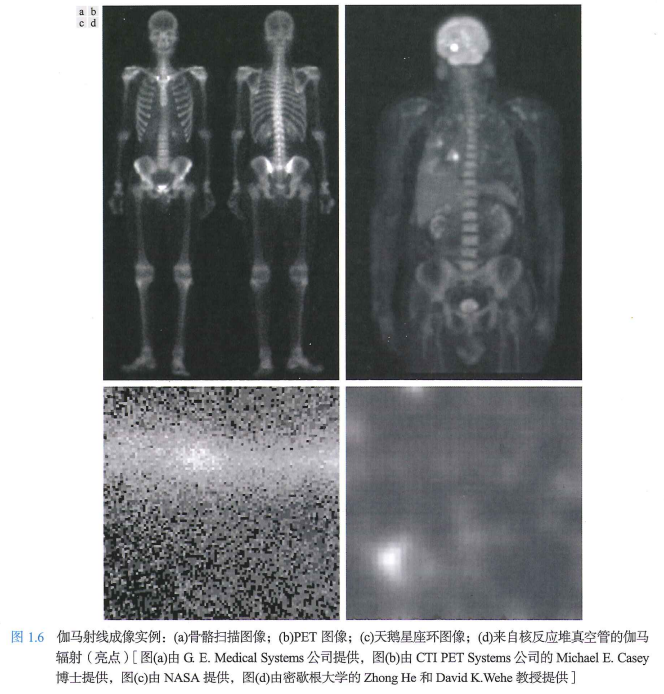 a b
c d
图 1.6 伽马射线成像实例：(a)骨骼扫描图像；(b)PET 图像；(c)天鹅星座环图像；(d)来自核反应堆真空管的伽马
辐射（亮点）[ 图(a)由 G. E. Medical Systems 公司提供，图(b)由 CTI PET Systems 公司的 Michael E. Casey
博士提供，图(c)由 NASA 提供，图(d)由密歇根大学的 Zhong He 和 David K.Wehe 教授提供 ]